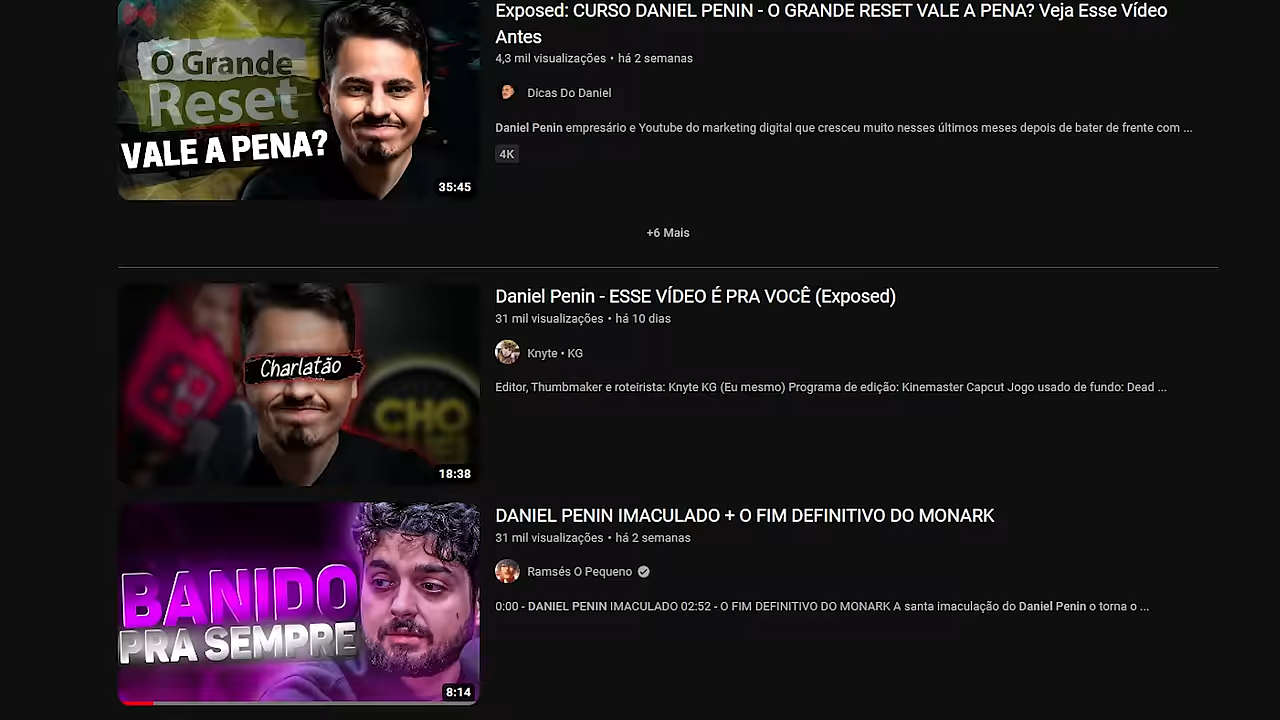 O Grande
Reset
VALE A PENA?
35:45
Exposed: CURSO DANIEL PENIN - O GRANDE RESET VALE A PENA? Veja Esse Vídeo
Antes
4,3 mil visualizações • há 2 semanas
Dicas Do Daniel
Daniel Penin empresário e Youtube do marketing digital que cresceu muito nesses últimos meses depois de bater de frente com ...
4K
+6 Mais
Charlatão
CHO
18:38
Daniel Penin - ESSE VÍDEO É PRA VOCÊ (Exposed)
31 mil visualizações • há 10 dias
Knyte • KG
Editor, Thumbmaker e roteirista: Knyte KG (Eu mesmo) Programa de edição: Kinemaster Capcut Jogo usado de fundo: Dead ...
BANIDO
PRA SEMPRE
8:14
DANIEL PENIN IMACULADO + O FIM DEFINITIVO DO MONARK
31 mil visualizações • há 2 semanas
Ramsés O Pequeno
0:00 - DANIEL PENIN IMACULADO 02:52 - O FIM DEFINITIVO DO MONARK A santa imaculação do Daniel Penin o torna o ...